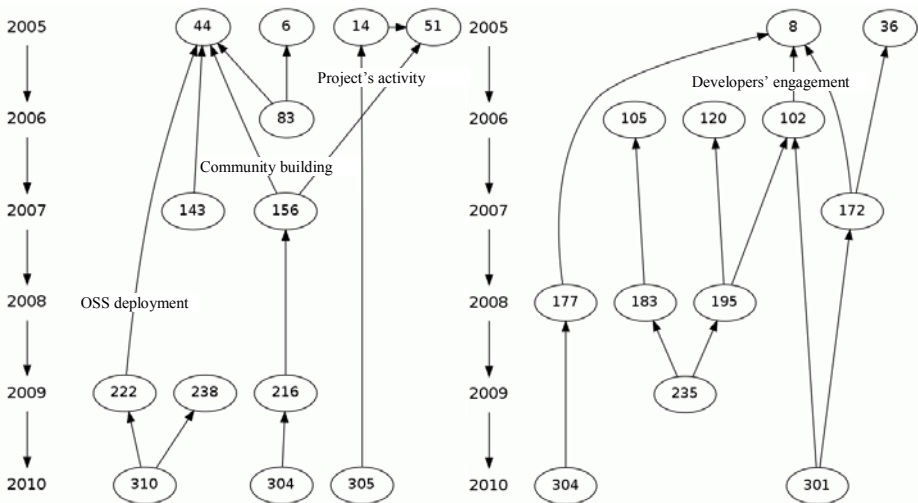 2005 44 6 14 51
Project's activity
2006 83
Community building
2007 143 156
2008 OSS deployment
2009 222 238 216
2010 310 304 305
2005 8 36
Developers' engagement
2006 105 120 102
2007 172
2008 177 183 195
2009 235
2010 304 301